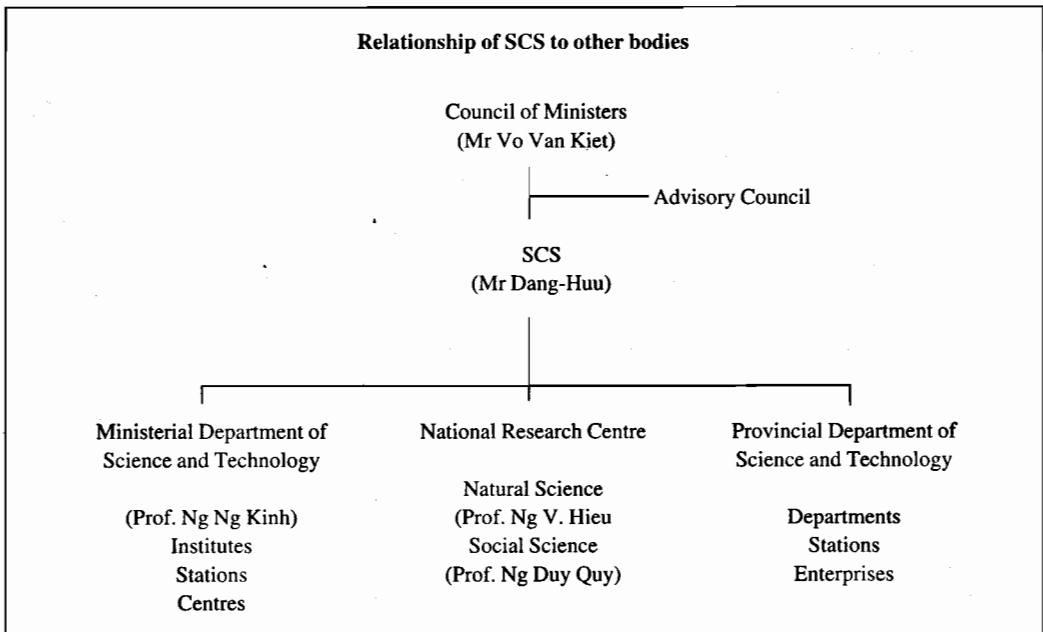 Relationship of SCS to other bodies
Council of Ministers
(Mr Vo Van Kiet)
Advisory Council
SCS
(Mr Dang-Huu)
Ministerial Department of
Science and Technology
(Prof. Ng Ng Kinh)
Institutes
Stations
Centres
National Research Centre
Natural Science
(Prof. Ng V. Hieu
Social Science
(Prof. Ng Duy Quy)
Provincial Department of
Science and Technology
Departments
Stations
Enterprises